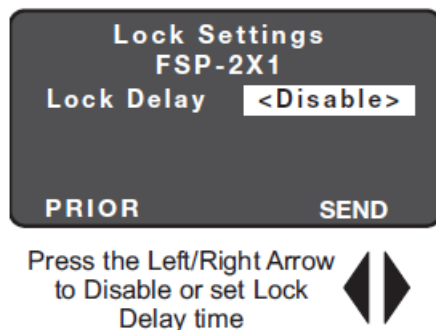 Lock Settings
FSP-2X1
Lock Delay <Disable>
PRIOR SEND
Press the Left/Right Arrow
to Disable or set Lock
Delay time